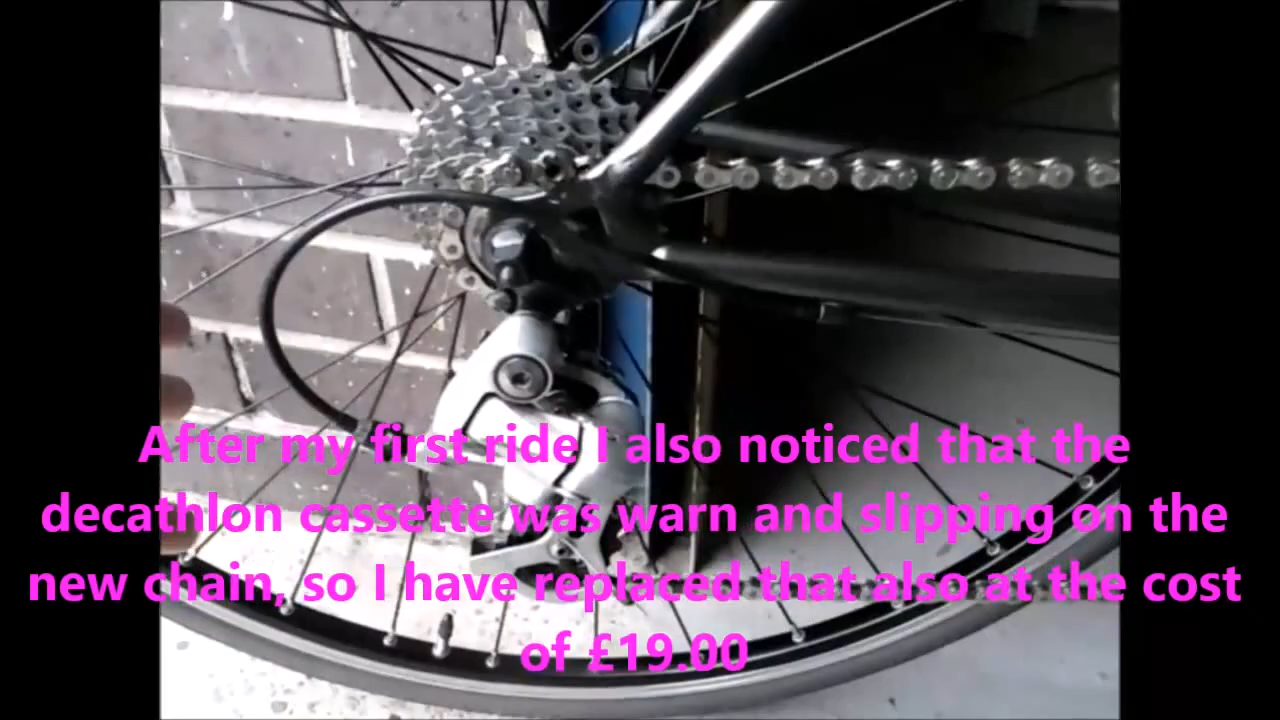 After my first ride I also noticed that the
decathlon cassette was warn and slipping on the
new chain, so I have replaced that also at the cost
of £19.00